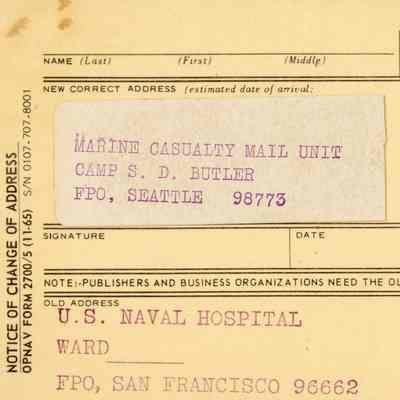 NAME (Last) (First) (Middle)
NEW CORRECT ADDRESS (estimated date of arrival:
MARINE CASUALTY MAIL UNIT
CAMP S. D. BUTLER
FPO, SEATTLE 98773
SIGNATURE DATE
NOTE:-PUBLISHERS AND BUSINESS ORGANIZATIONS NEED THE
OLD ADDRESS
U.S. NAVAL HOSPITAL
WARD
FPO, SAN FRANCISCO 96662
NOTICE OF CHANGE OF ADDRESS
OPNAV FORM 2700/5 (11-65) S/N 0107-707-8001